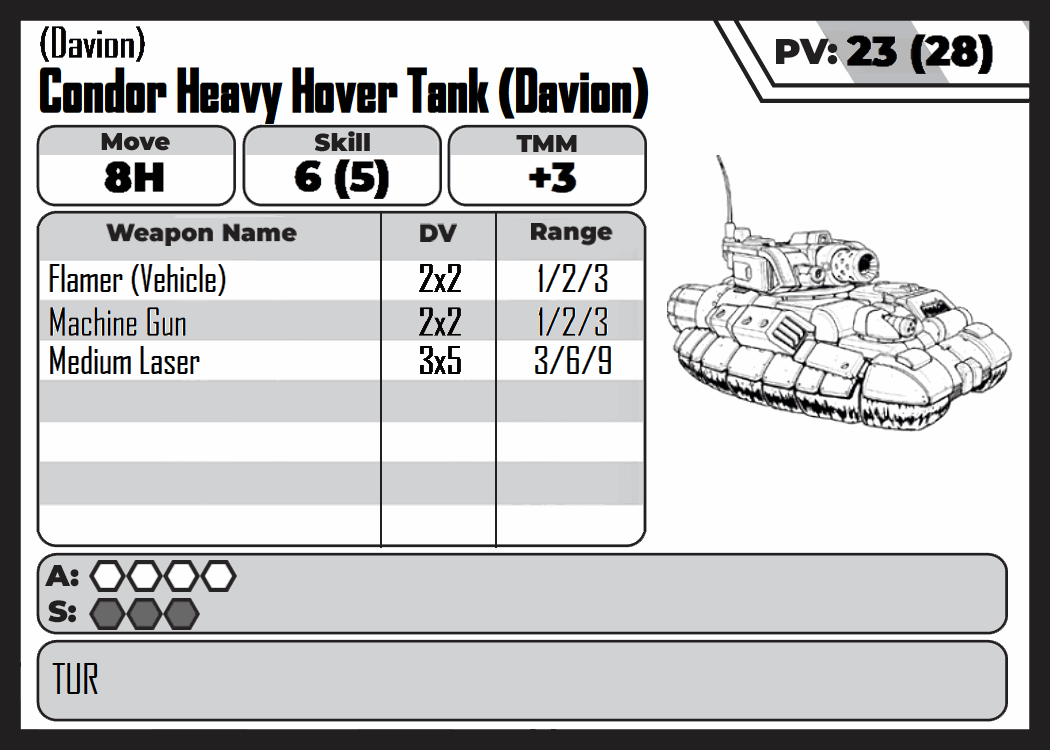 (Davion)
Condor Heavy Hover Tank (Davion)
PV: 23 (28)
Move Skill TMM
8H 6 (5) +3
Weapon Name DV Range
Flamer (Vehicle) 2x2 1/2/3
Machine Gun 2x2 1/2/3
Medium Laser 3x5 3/6/9
A:
S:
TUR